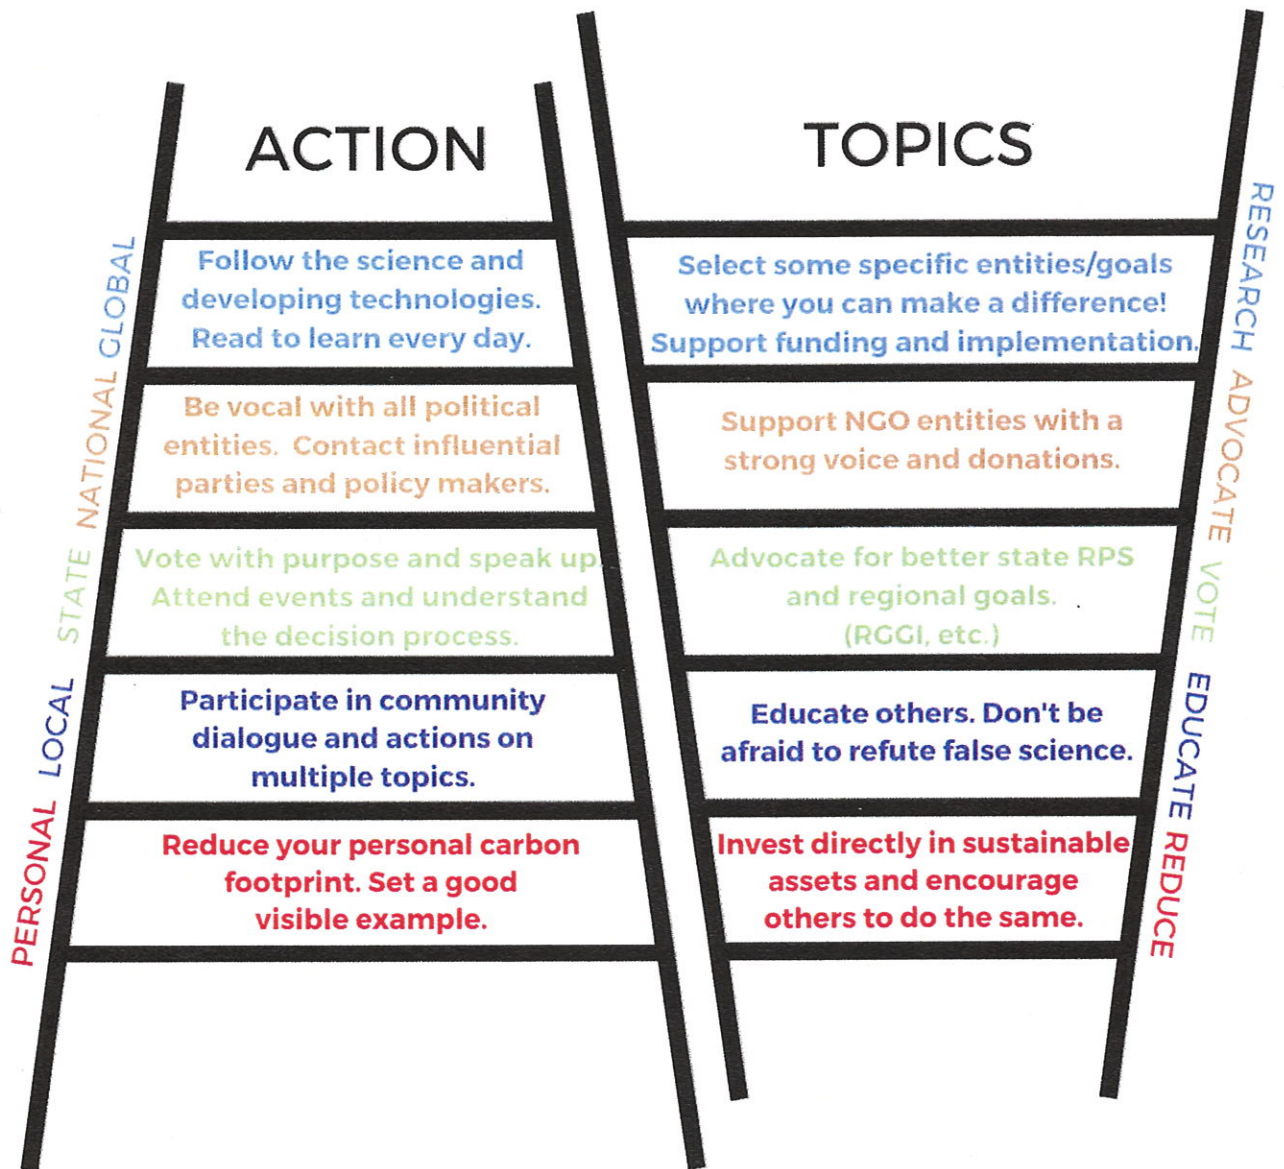 ACTION
Follow the science and
developing technologies.
Read to learn every day.
Be vocal with all political
entities.  Contact influential
parties and policy makers.
Vote with purpose and speak up.
Attend events and understand
the decision process.
Participate in community
dialogue and actions on
multiple topics.
Reduce your personal carbon
footprint. Set a good
visible example.
GLOBAL
NATIONAL
STATE
LOCAL
PERSONAL
TOPICS
Select some specific entities/goals
where you can make a difference!
Support funding and implementation.
Support NGO entities with a
strong voice and donations.
Advocate for better state RPS
and regional goals.
(RGGI, etc.)
Educate others. Don't be
afraid to refute false science.
Invest directly in sustainable
assets and encourage
others to do the same.
RESEARCH
ADVOCATE
VOTE
EDUCATE
REDUCE